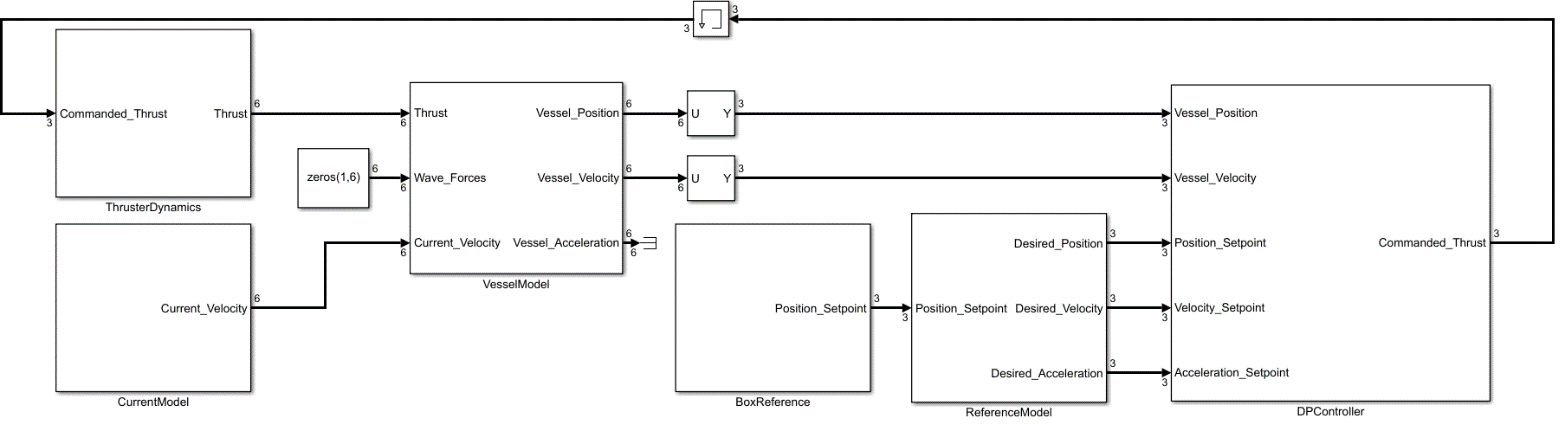 3
3
Commanded_Thrust
Thrust
3
6
ThrusterDynamics
zeros(1,6)
6
Current_Velocity
6
CurrentModel
Thrust
6
Wave_Forces
6
Current_Velocity
6
Vessel_Position
6
Vessel_Velocity
6
Vessel_Acceleration
6
6
VesselModel
U Y
6
3
U Y
6
3
Position_Setpoint
3
BoxReference
Position_Setpoint
3
Desired_Position
3
Desired_Velocity
3
Desired_Acceleration
3
ReferenceModel
Vessel_Position
3
Vessel_Velocity
3
Position_Setpoint
3
Velocity_Setpoint
3
Acceleration_Setpoint
3
Commanded_Thrust
3
DPController